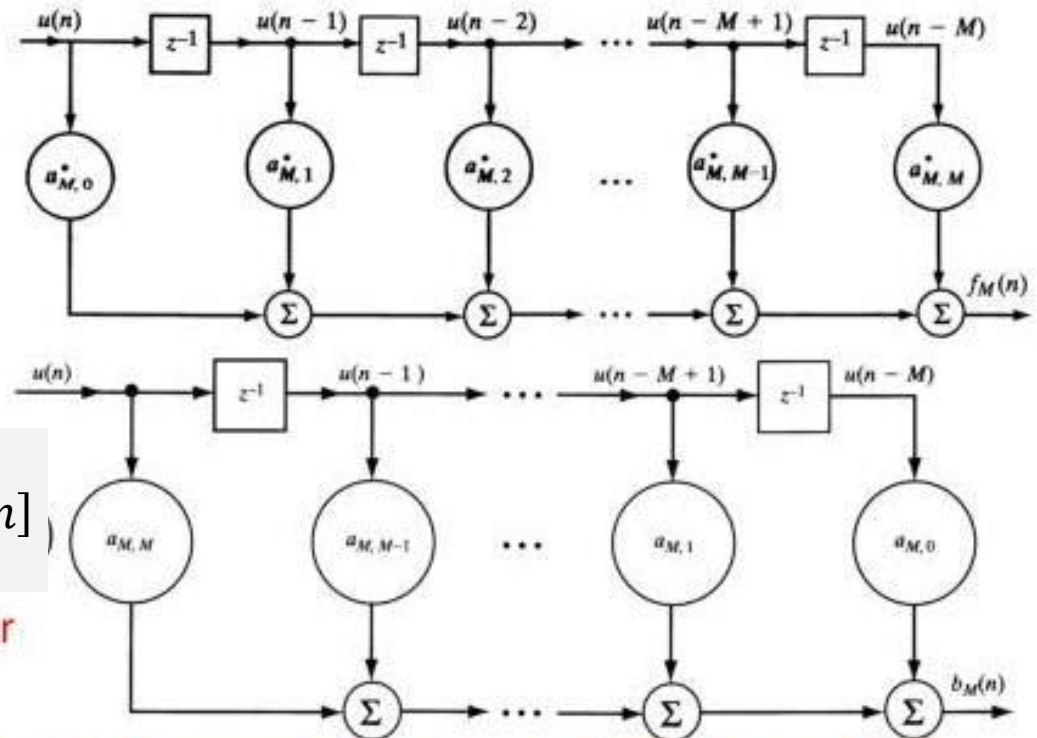 u(n) z⁻¹ u(n − 1) z⁻¹ u(n − 2) ··· u(n − M + 1) z⁻¹ u(n − M)
a*M, 0 a*M, 1 a*M, 2 ··· a*M, M−1 a*M, M
fM(n)
Σ Σ ··· Σ Σ
u(n) z⁻¹ u(n − 1) ··· u(n − M + 1) z⁻¹ u(n − M)
n] )
aM, M aM, M−1 ··· aM, 1 aM, 0
r
bM(n)
Σ ··· Σ Σ